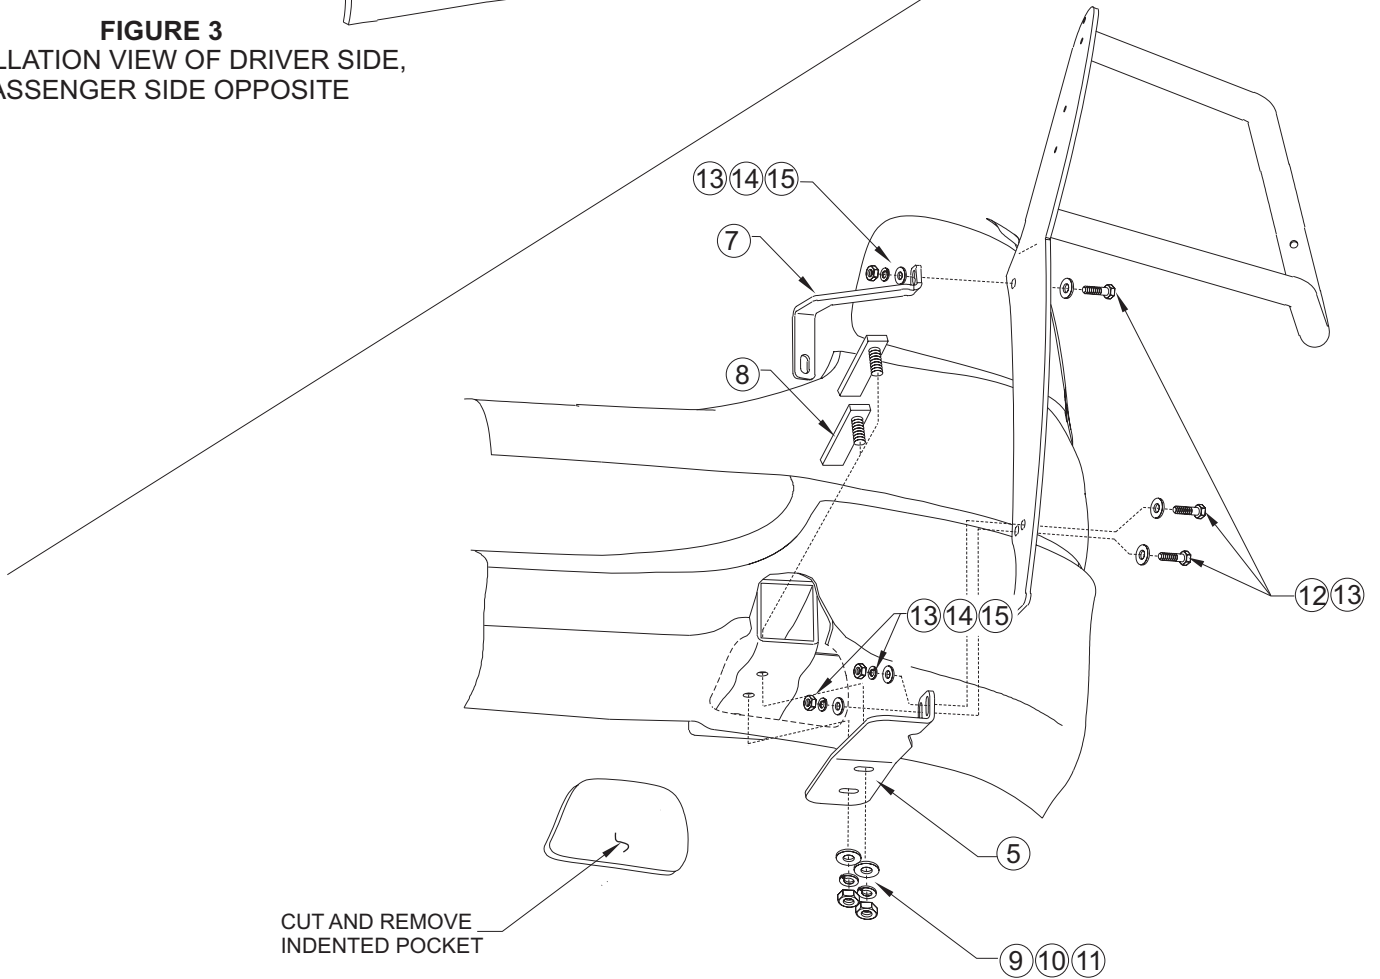 FIGURE 3
LLATION VIEW OF DRIVER SIDE,
ASSENGER SIDE OPPOSITE
13 14 15
7
8
12 13
13 14 15
5
CUT AND REMOVE
INDENTED POCKET
9 10 11